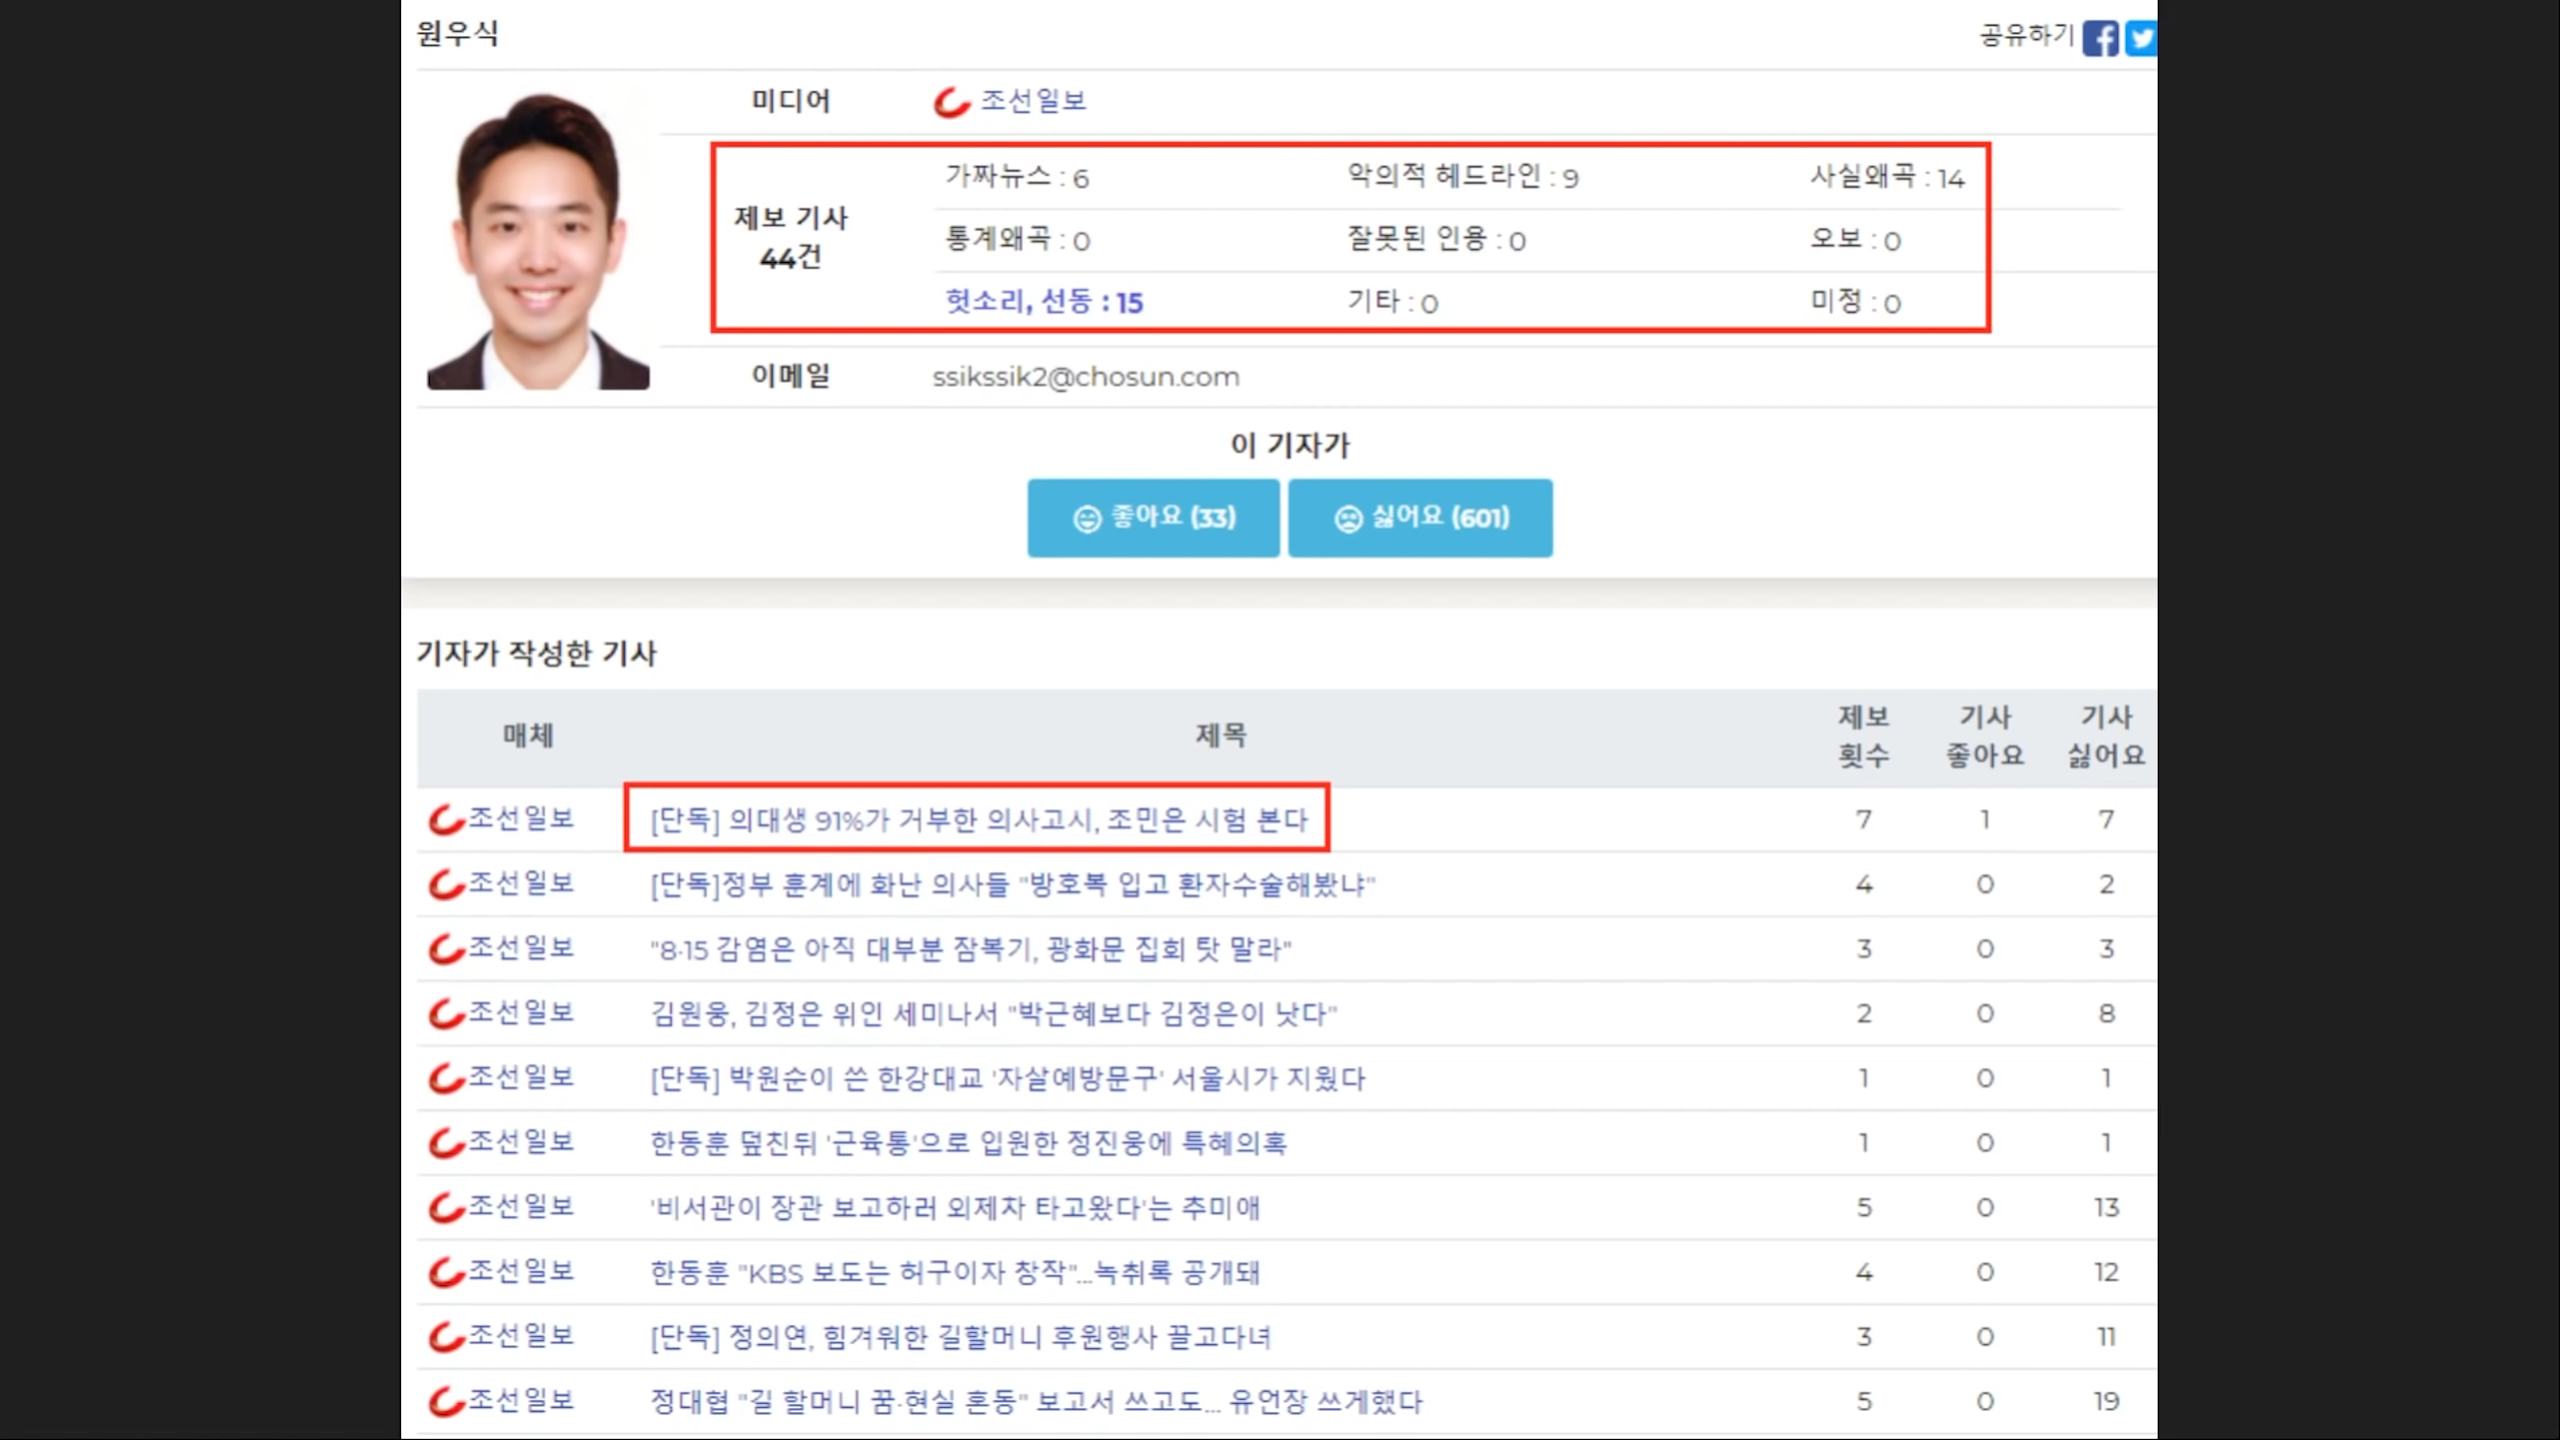 원우식
공유하기
미디어 조선일보
제보 기사
44건
가짜뉴스 : 6 악의적 헤드라인 : 9 사실왜곡 : 14
통계왜곡 : 0 잘못된 인용 : 0 오보 : 0
헛소리, 선동 : 15 기타 : 0 미정 : 0
이메일 ssikssik2@chosun.com
이 기자가
좋아요 (33) 싫어요 (601)
기자가 작성한 기사
매체 제목 제보 횟수 기사 좋아요 기사 싫어요
조선일보 [단독] 의대생 91%가 거부한 의사고시, 조민은 시험 본다 7 1 7
조선일보 [단독]정부 훈계에 화난 의사들 "방호복 입고 환자수술해봤냐" 4 0 2
조선일보 "8·15 감염은 아직 대부분 잠복기, 광화문 집회 탓 말라" 3 0 3
조선일보 김원웅, 김정은 위인 세미나서 "박근혜보다 김정은이 낫다" 2 0 8
조선일보 [단독] 박원순이 쓴 한강대교 '자살예방문구' 서울시가 지웠다 1 0 1
조선일보 한동훈 덮친뒤 '근육통'으로 입원한 정진웅에 특혜의혹 1 0 1
조선일보 '비서관이 장관 보고하러 외제차 타고왔다'는 추미애 5 0 13
조선일보 한동훈 "KBS 보도는 허구이자 창작"...녹취록 공개돼 4 0 12
조선일보 [단독] 정의연, 힘겨워한 길할머니 후원행사 끌고다녀 3 0 11
조선일보 정대협 "길 할머니 꿈·현실 혼동" 보고서 쓰고도... 유언장 쓰게했다 5 0 19